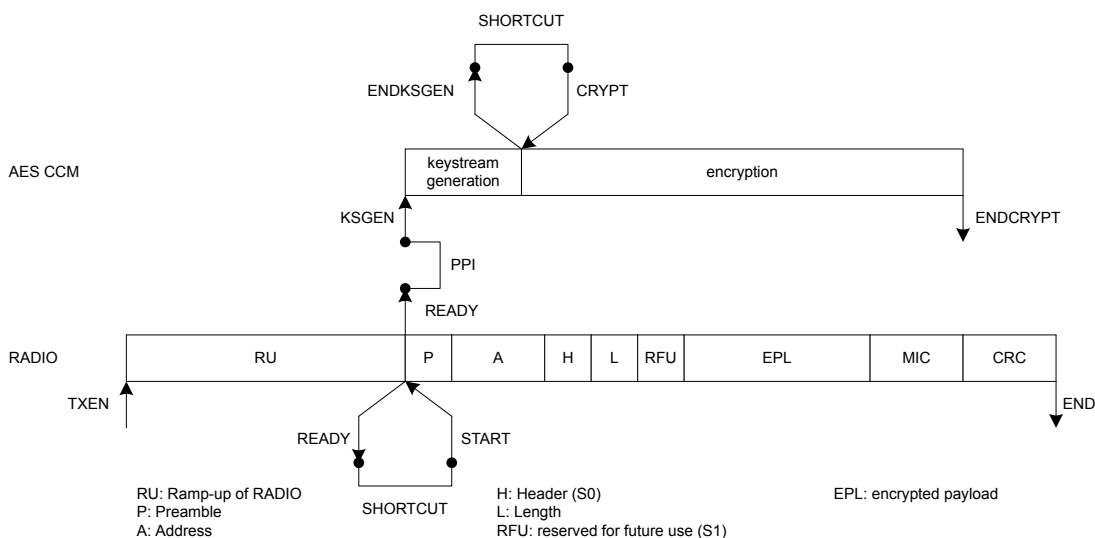 SHORTCUT
ENDKSGEN
CRYPT
AES CCM
keystream
generation
encryption
KSGEN
ENDCRYPT
PPI
READY
RADIO
RU
P
A
H
L
RFU
EPL
MIC
CRC
TXEN
END
READY
START
SHORTCUT
RU: Ramp-up of RADIO
P: Preamble
A: Address
H: Header (S0)
L: Length
RFU: reserved for future use (S1)
EPL: encrypted payload